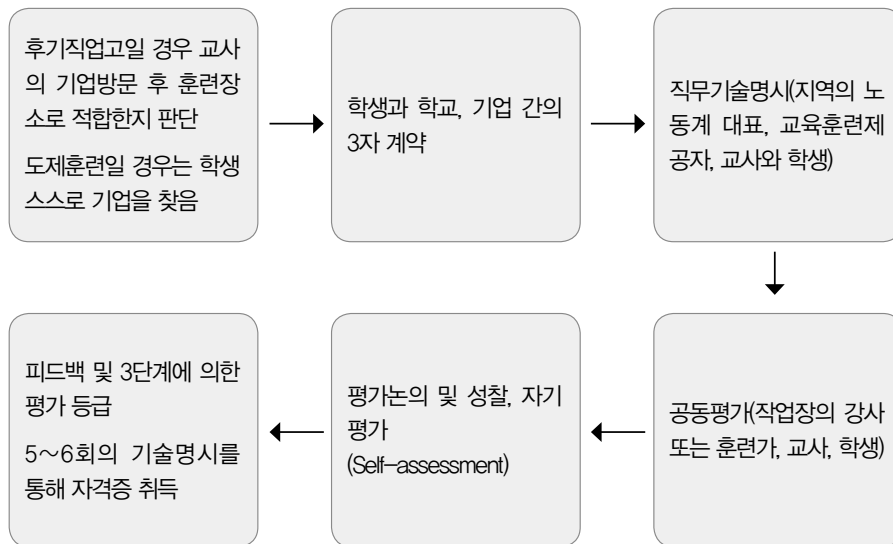 후기직업고일 경우 교사
의 기업방문 후 훈련장
소로 적합한지 판단
도제훈련일 경우는 학생
스스로 기업을 찾음
학생과 학교, 기업 간의
3자 계약
직무기술명시(지역의 노
동계 대표, 교육훈련제
공자, 교사와 학생)
공동평가(작업장의 강사
또는 훈련가, 교사, 학생)
평가논의 및 성찰, 자기
평가
(Self-assessment)
피드백 및 3단계에 의한
평가 등급
5~6회의 기술명시를
통해 자격증 취득